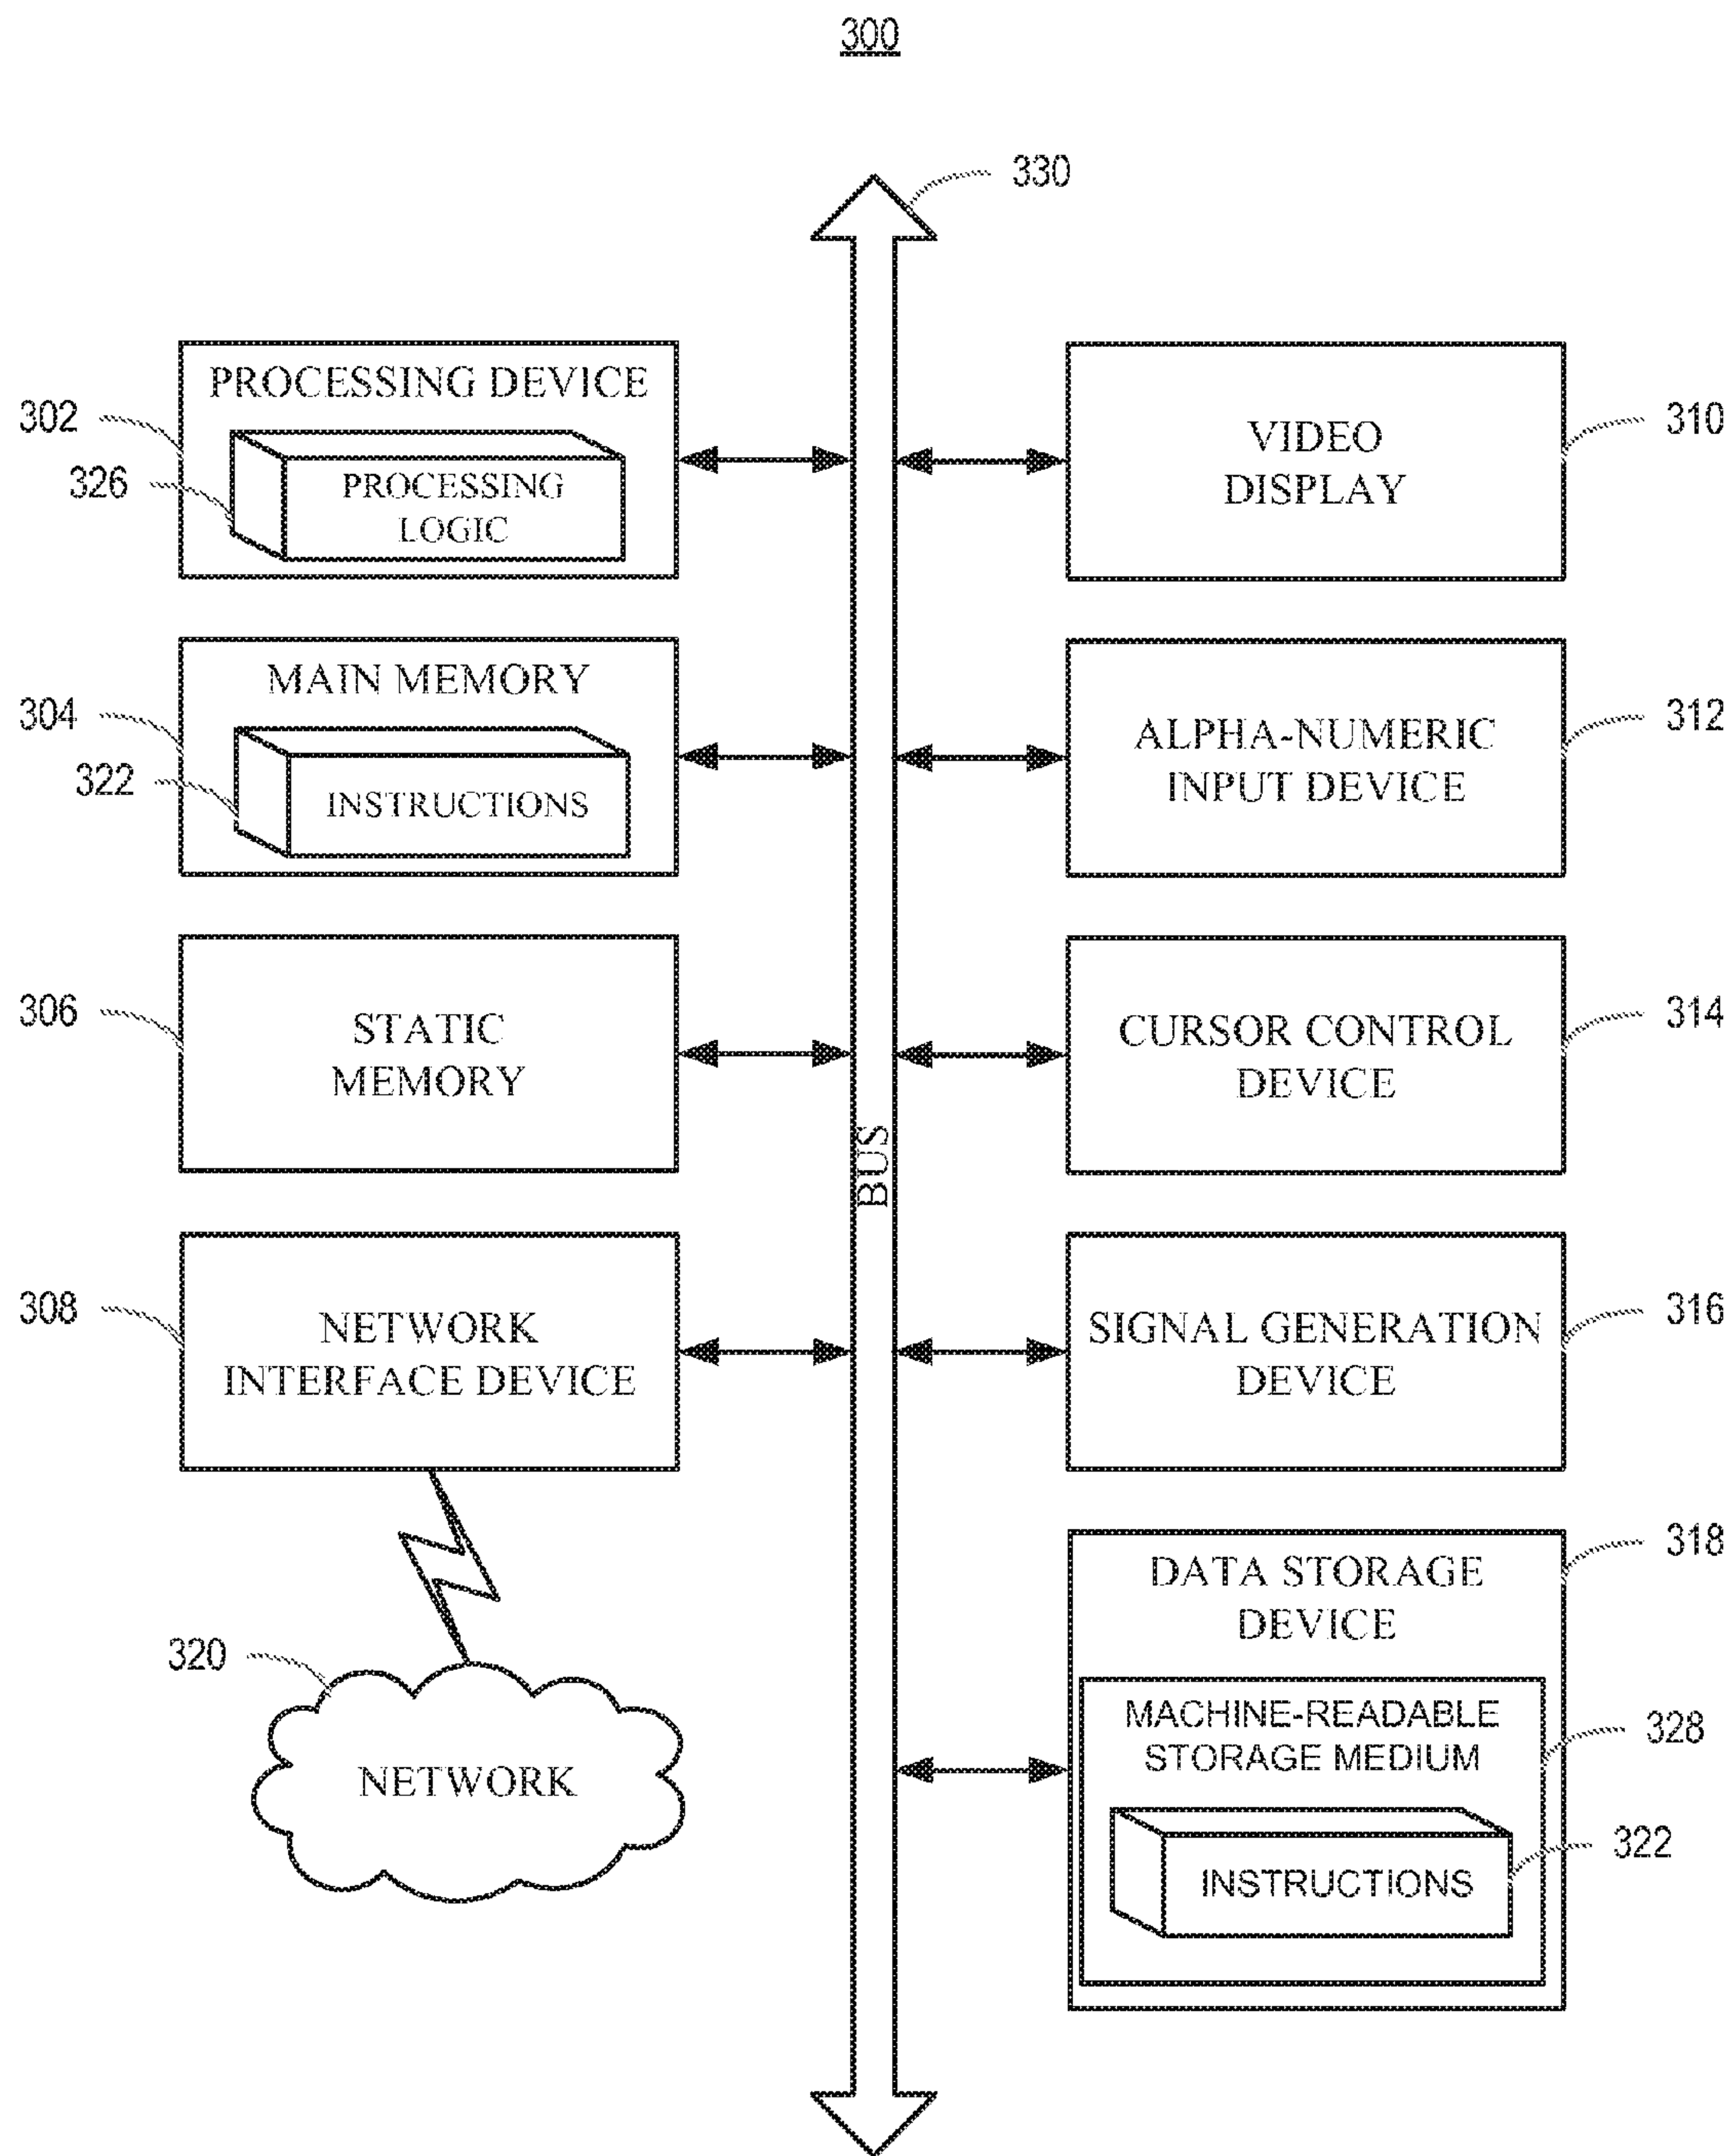 300
330
302
PROCESSING DEVICE
326
PROCESSING
LOGIC
304
MAIN MEMORY
322
INSTRUCTIONS
306
STATIC
MEMORY
308
NETWORK
INTERFACE DEVICE
320
NETWORK
BUS
VIDEO
DISPLAY
310
ALPHA-NUMERIC
INPUT DEVICE
312
CURSOR CONTROL
DEVICE
314
SIGNAL GENERATION
DEVICE
316
DATA STORAGE
DEVICE
318
MACHINE-READABLE
STORAGE MEDIUM
328
INSTRUCTIONS
322